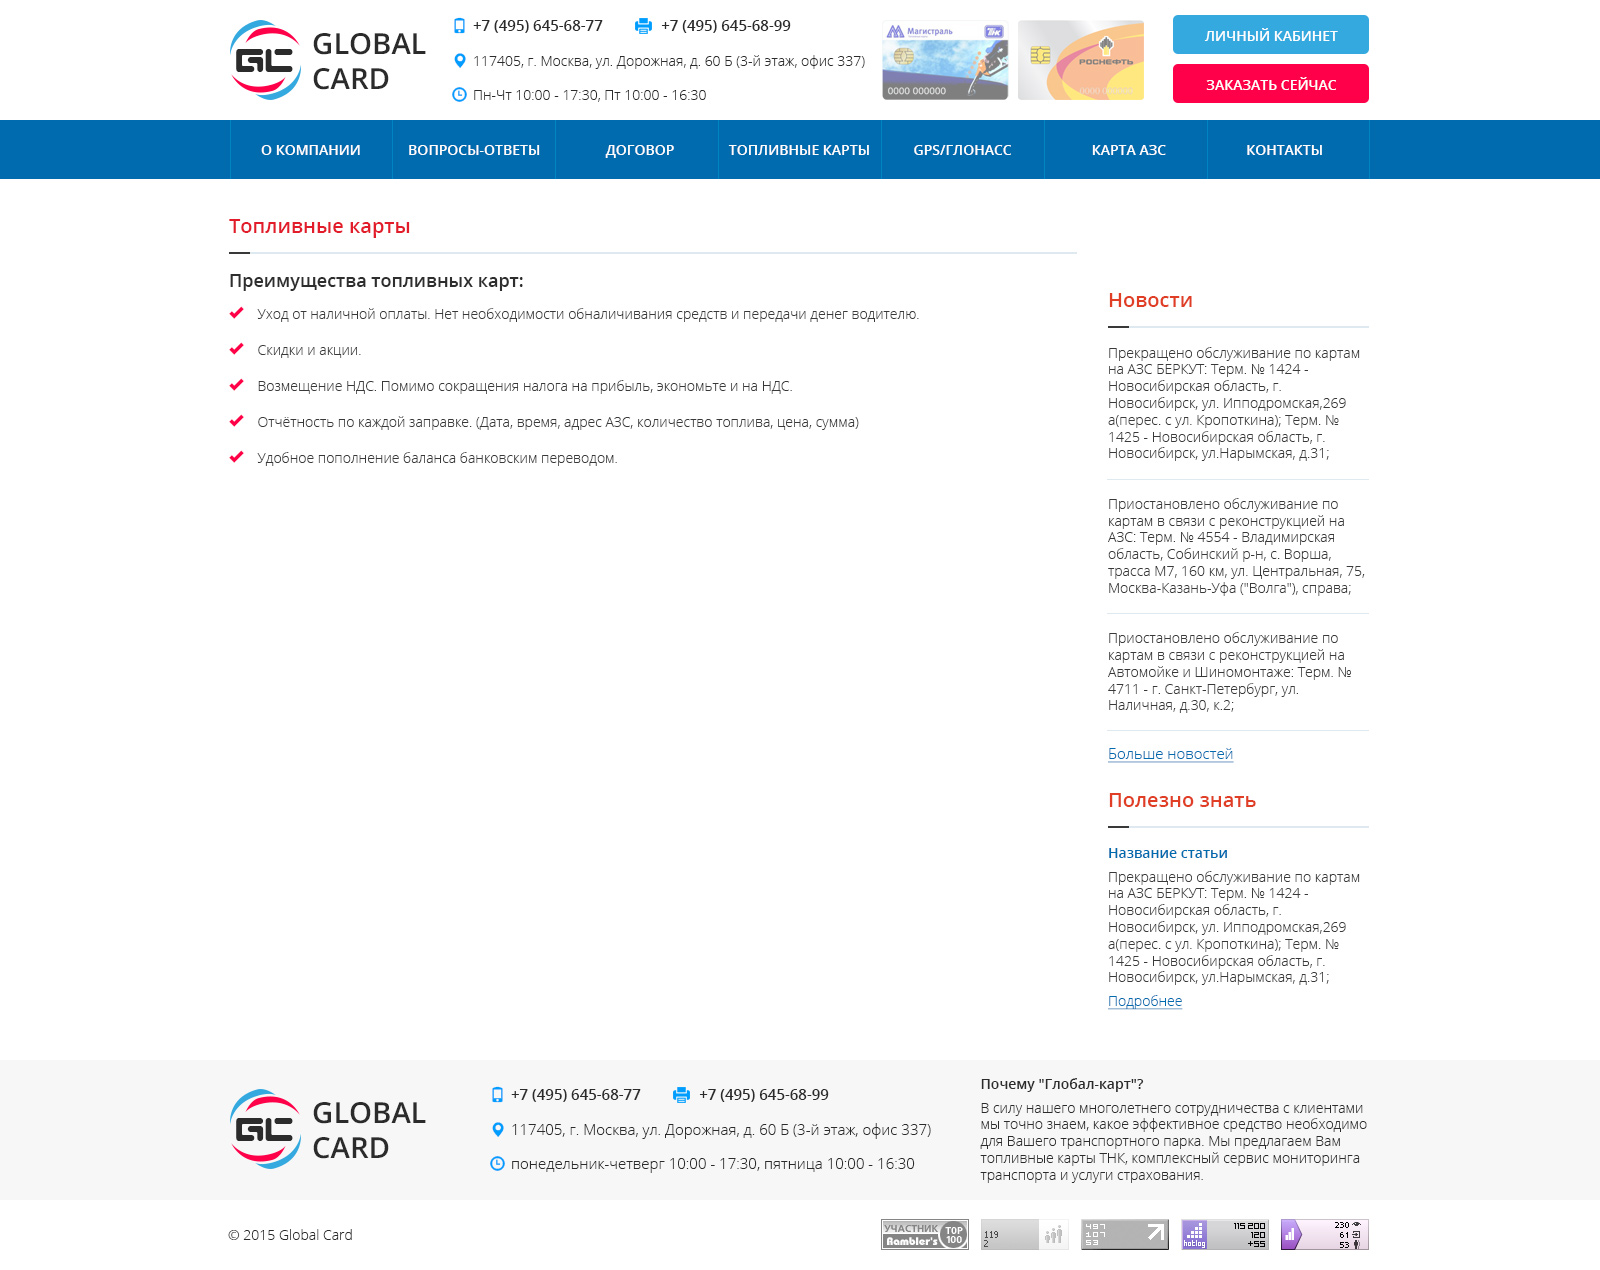 GLOBAL
CARD
+7 (495) 645-68-77
+7 (495) 645-68-99
117405, г. Москва, ул. Дорожная, д. 60 Б (3-й этаж, офис 337)
Пн-Чт 10:00 - 17:30, Пт 10:00 - 16:30
Магистраль
ТНК
0000 000000
РОСНЕФТЬ
ЛИЧНЫЙ КАБИНЕТ
ЗАКАЗАТЬ СЕЙЧАС
О КОМПАНИИ
ВОПРОСЫ-ОТВЕТЫ
ДОГОВОР
ТОПЛИВНЫЕ КАРТЫ
GPS/ГЛОНАСС
КАРТА АЗС
КОНТАКТЫ
Топливные карты
Преимущества топливных карт:
Уход от наличной оплаты. Нет необходимости обналичивания средств и передачи денег водителю.
Скидки и акции.
Возмещение НДС. Помимо сокращения налога на прибыль, экономьте и на НДС.
Отчётность по каждой заправке. (Дата, время, адрес АЗС, количество топлива, цена, сумма)
Удобное пополнение баланса банковским переводом.
Новости
Прекращено обслуживание по картам
на АЗС БЕРКУТ: Терм. № 1424 -
Новосибирская область, г.
Новосибирск, ул. Ипподромская,269
а(перес. с ул. Кропоткина); Терм. №
1425 - Новосибирская область, г.
Новосибирск, ул.Нарымская, д.31;
Приостановлено обслуживание по
картам в связи с реконструкцией на
АЗС: Терм. № 4554 - Владимирская
область, Собинский р-н, с. Ворша,
трасса М7, 160 км, ул. Центральная, 75,
Москва-Казань-Уфа ("Волга"), справа;
Приостановлено обслуживание по
картам в связи с реконструкцией на
Автомойке и Шиномонтаже: Терм. №
4711 - г. Санкт-Петербург, ул.
Наличная, д.30, к.2;
Больше новостей
Полезно знать
Название статьи
Прекращено обслуживание по картам
на АЗС БЕРКУТ: Терм. № 1424 -
Новосибирская область, г.
Новосибирск, ул. Ипподромская,269
а(перес. с ул. Кропоткина); Терм. №
1425 - Новосибирская область, г.
Новосибирск, ул.Нарымская, д.31;
Подробнее
GLOBAL
CARD
+7 (495) 645-68-77
+7 (495) 645-68-99
117405, г. Москва, ул. Дорожная, д. 60 Б (3-й этаж, офис 337)
понедельник-четверг 10:00 - 17:30, пятница 10:00 - 16:30
Почему "Глобал-карт"?
В силу нашего многолетнего сотрудничества с клиентами
мы точно знаем, какое эффективное средство необходимо
для Вашего транспортного парка. Мы предлагаем Вам
топливные карты ТНК, комплексный сервис мониторинга
транспорта и услуги страхования.
© 2015 Global Card
УЧАСТНИК
Rambler's
TOP
100
119
2
497
107
53
hotlog
115 200
120
+55
230
61
53